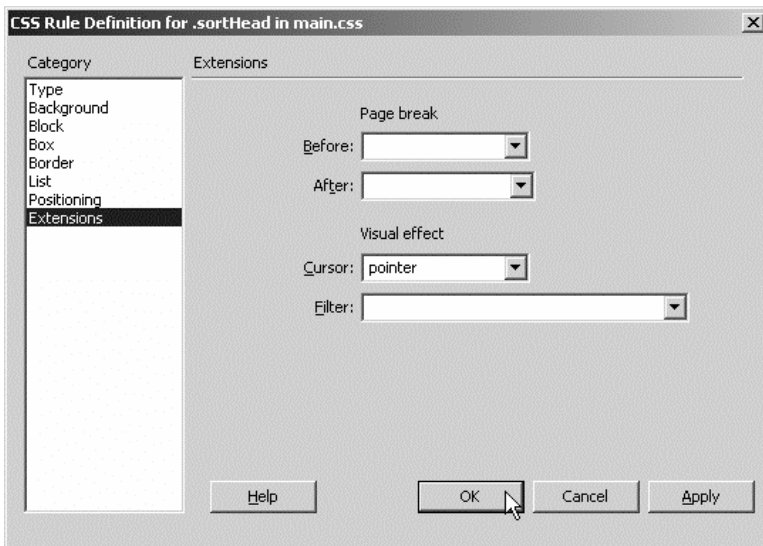 CSS Rule Definition for .sortHead in main.css
Category
Extensions
Type
Background
Block
Box
Border
List
Positioning
Extensions
Page break
Before:
After:
Visual effect
Cursor: pointer
Filter:
Help
OK
Cancel
Apply